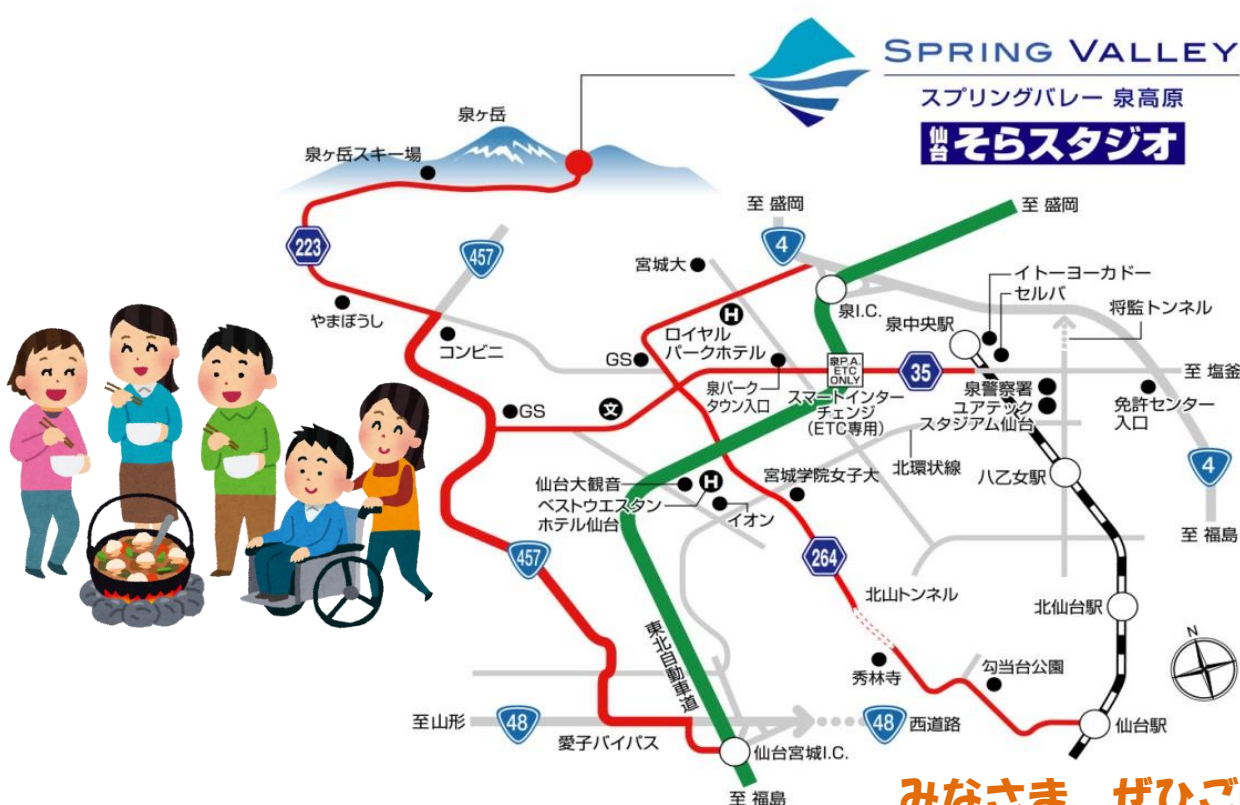 SPRING VALLEY
スプリングバレー 泉高原
仙台 そらスタジオ
泉ヶ岳
泉ヶ岳スキー場
至 盛岡
至 盛岡
4
223
457
宮城大
イトーヨーカドー
セルバ
将監トンネル
泉I.C.
泉中央駅
やまぼうし
コンビニ
H
ロイヤル
パークホテル
GS
泉P.A.
ETC
ONLY
35
至 塩釜
泉パーク
タウン入口
スマートインター
チェンジ
(ETC専用)
泉警察署
ユアテック
スタジアム仙台
免許センター
入口
GS
文
北環状線
4
八乙女駅
宮城学院女子大
仙台大観音
H
ベストウエスタン
ホテル仙台
イオン
至 福島
457
264
北山トンネル
北仙台駅
東北自動車道
N
秀林寺
勾当台公園
至山形
48
愛子バイパス
48
西道路
仙台駅
仙台宮城I.C.
至 福島
みなさま ぜひご